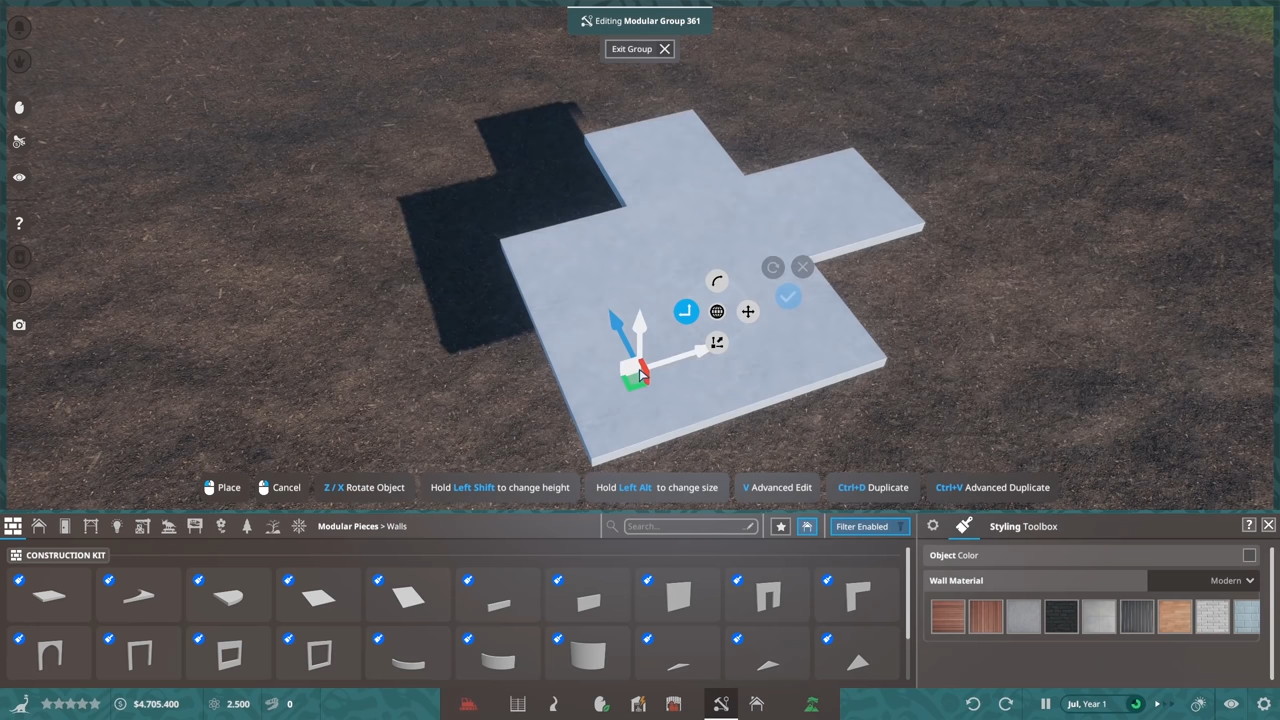 Editing Modular Group 361
Exit Group
Place
Cancel
Z / X Rotate Object
Hold Left Shift to change height
Hold Left Alt to change size
V Advanced Edit
Ctrl+D Duplicate
Ctrl+V Advanced Duplicate
Modular Pieces > Walls
Search...
Filter Enabled
Styling Toolbox
?
CONSTRUCTION KIT
Object Color
Wall Material
Modern
$4.705.400
2.500
0
Jul, Year 1